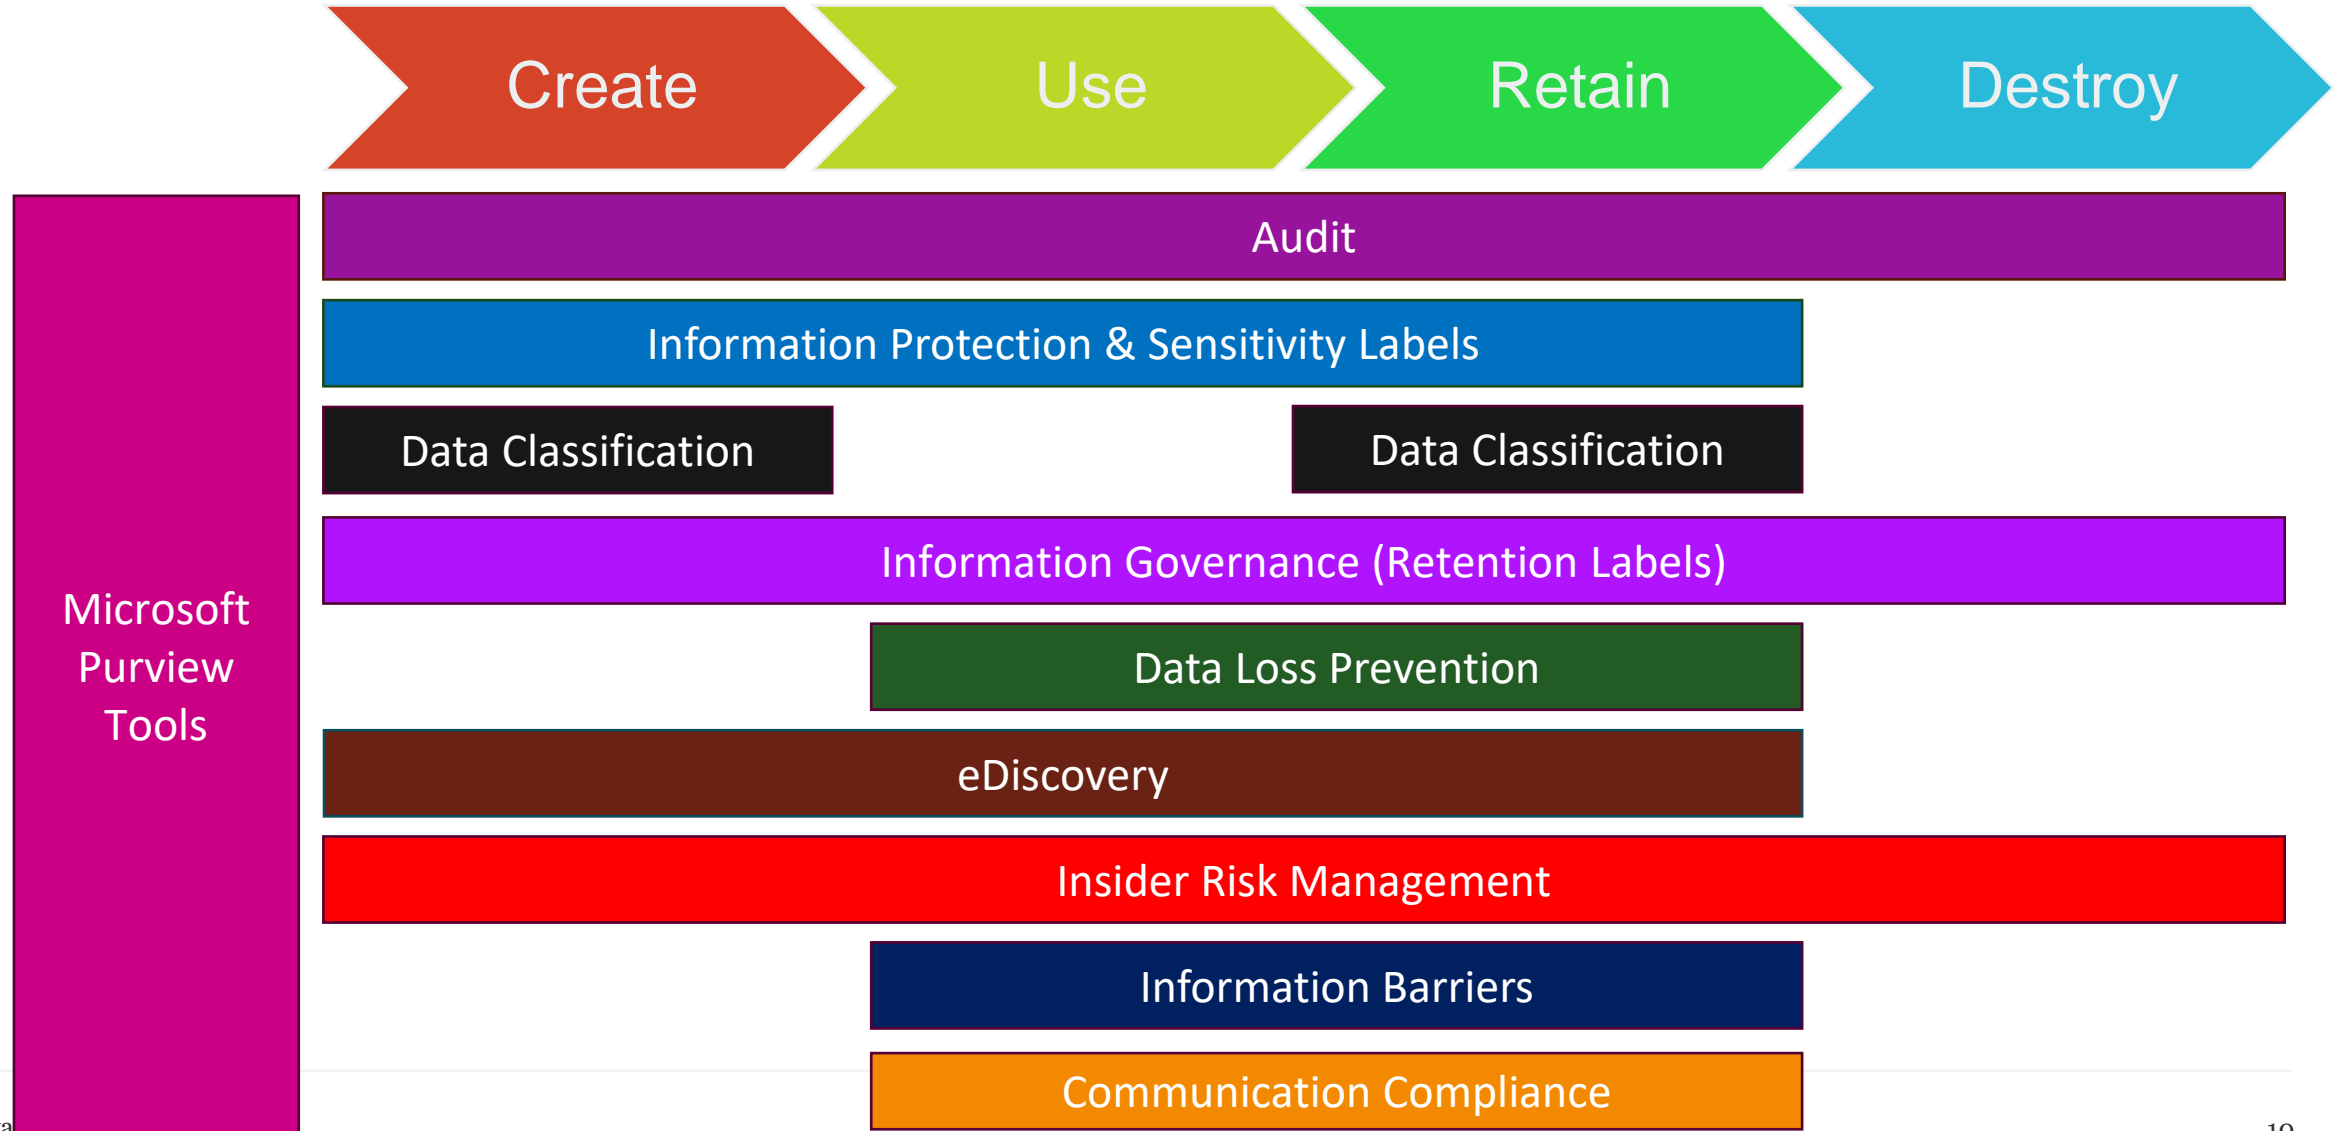 Create
Use
Retain
Destroy
Audit
Information Protection & Sensitivity Labels
Data Classification
Data Classification
Information Governance (Retention Labels)
Microsoft
Purview
Tools
Data Loss Prevention
eDiscovery
Insider Risk Management
Information Barriers
Communication Compliance